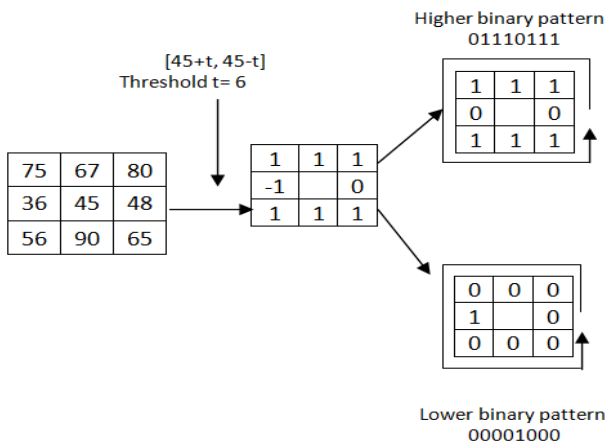 Higher binary pattern
01110111
[45+t, 45-t]
Threshold t= 6
75 67 80
36 45 48
56 90 65
1 1 1
-1 0
1 1 1
1 1 1
0 0
1 1 1
0 0 0
1 0
0 0 0
Lower binary pattern
00001000